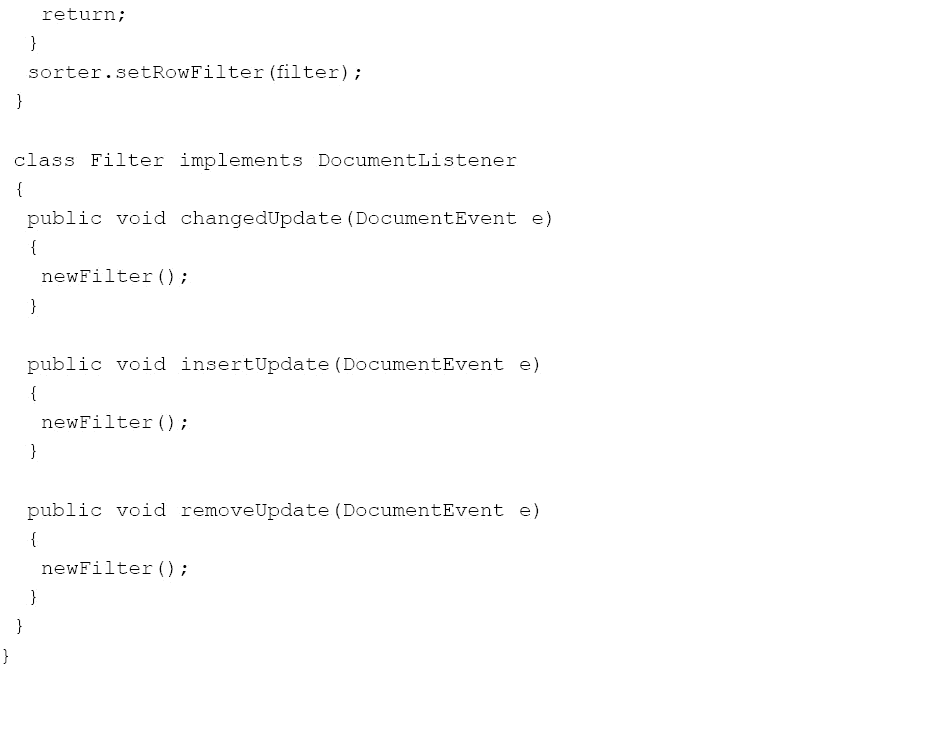 return;
}
sorter.setRowFilter(filter);
}
class Filter implements DocumentListener
{
public void changedUpdate(DocumentEvent e)
{
newFilter();
}
public void insertUpdate(DocumentEvent e)
{
newFilter();
}
public void removeUpdate(DocumentEvent e)
{
newFilter();
}
}
}